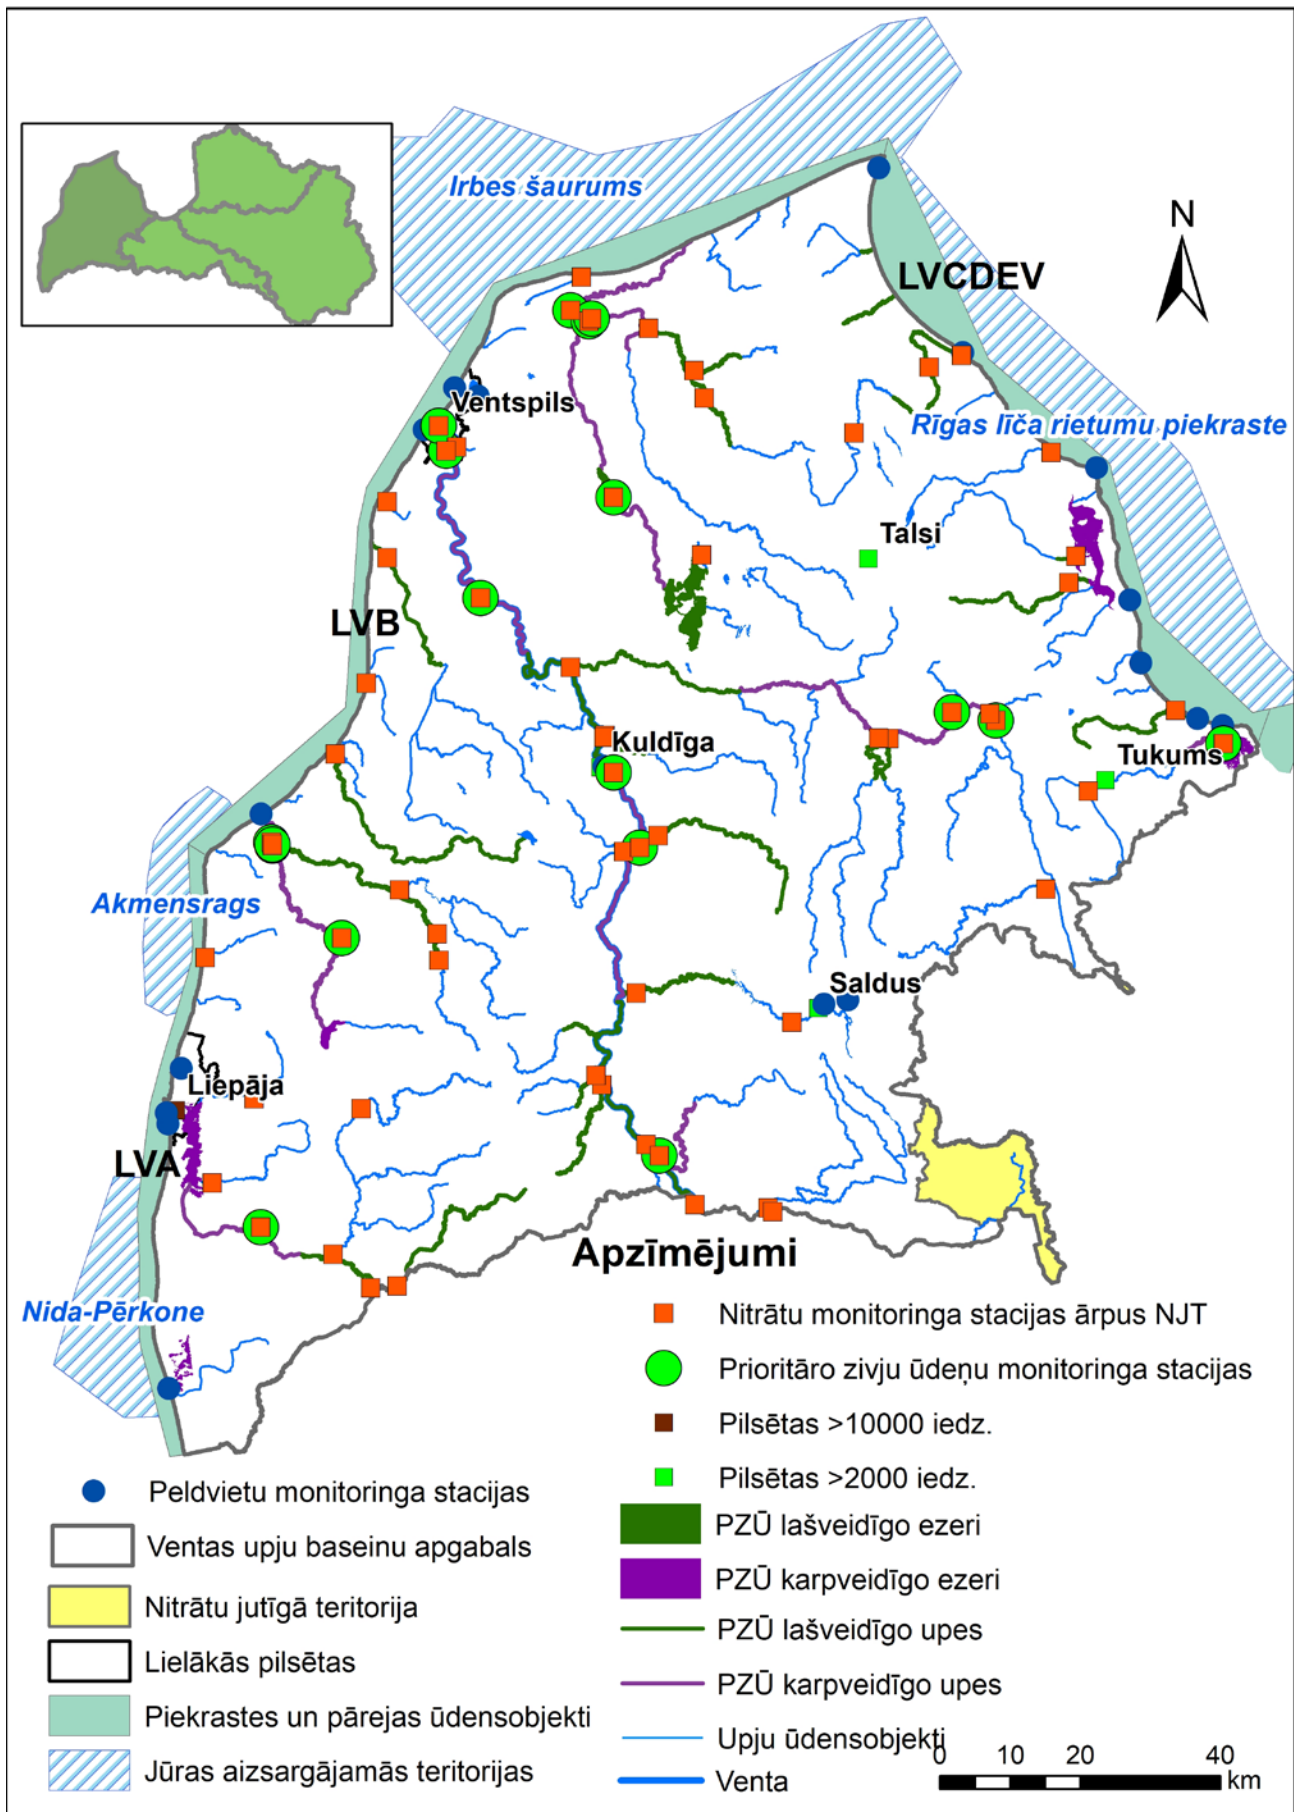 Irbes šaurums
N
LVCDEV
Ventspils
Rīgas līča rietumu piekraste
Talsi
LVB
Kuldīga
Tukums
Akmensrags
Saldus
Liepāja
LVA
Apzīmējumi
Nida-Pērkone
Nitrātu monitoringa stacijas ārpus NJT
Prioritāro zivju ūdeņu monitoringa stacijas
Pilsētas >10000 iedz.
Pilsētas >2000 iedz.
PZŪ lašveidīgo ezeri
PZŪ karpveidīgo ezeri
PZŪ lašveidīgo upes
PZŪ karpveidīgo upes
Upju ūdensobjekti
Venta
Peldvietu monitoringa stacijas
Ventas upju baseinu apgabals
Nitrātu jutīgā teritorija
Lielākās pilsētas
Piekrastes un pārejas ūdensobjekti
Jūras aizsargājamās teritorijas
0 10 20 40
km